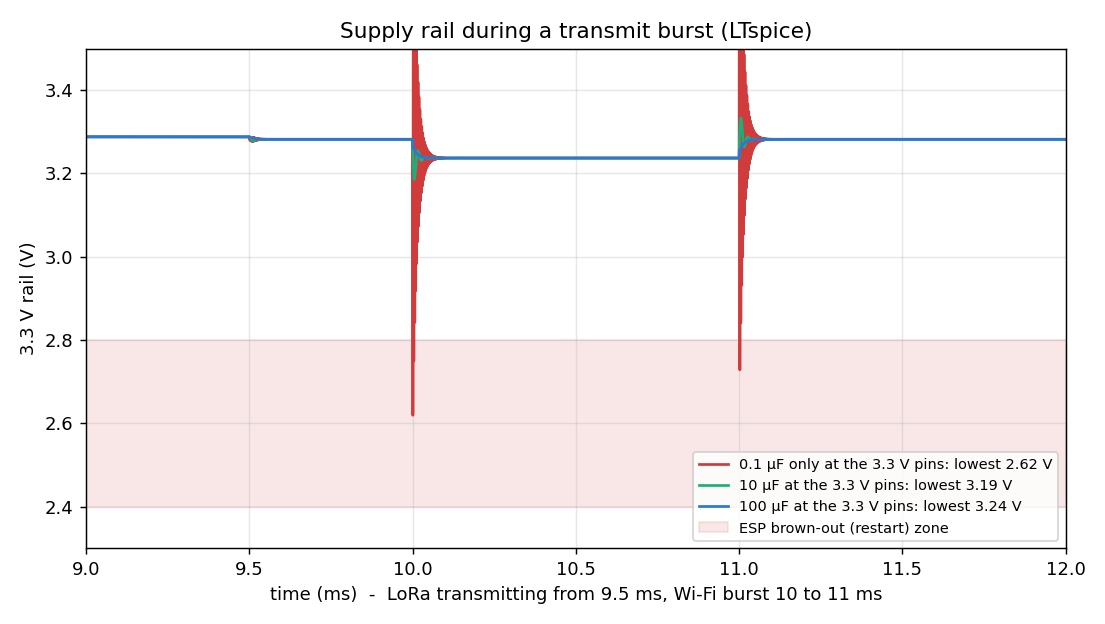 Supply rail during a transmit burst (LTspice)
3.3 V rail (V)
3.4
3.2
3.0
2.8
2.6
2.4
0.1 µF only at the 3.3 V pins: lowest 2.62 V
10 µF at the 3.3 V pins: lowest 3.19 V
100 µF at the 3.3 V pins: lowest 3.24 V
ESP brown-out (restart) zone
9.0 9.5 10.0 10.5 11.0 11.5 12.0
time (ms) - LoRa transmitting from 9.5 ms, Wi-Fi burst 10 to 11 ms